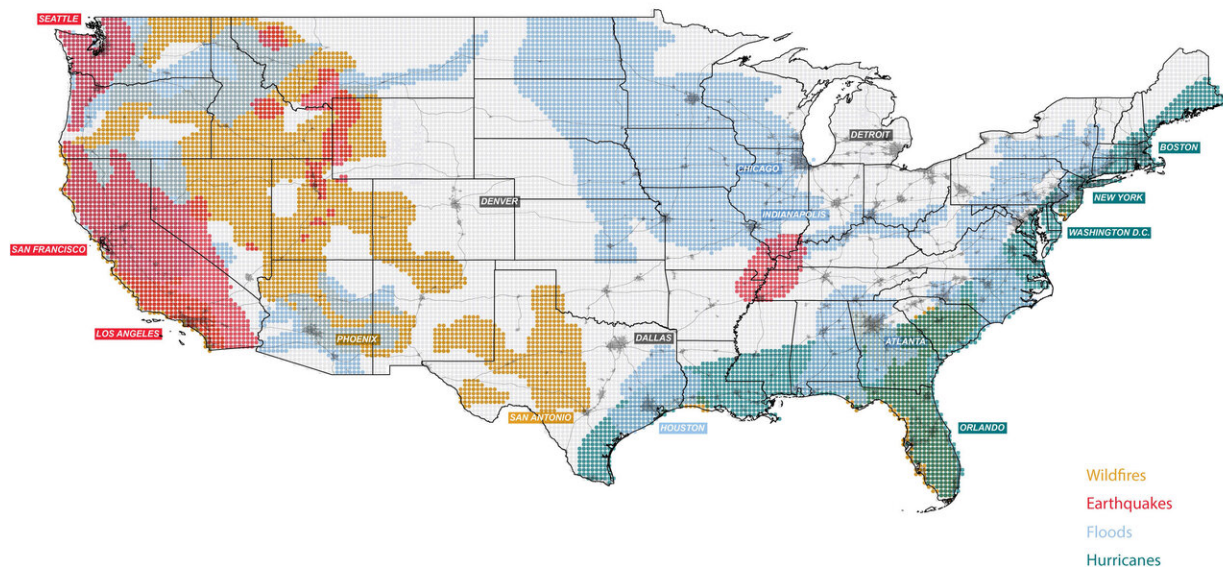 SEATTLE
DETROIT
BOSTON
CHICAGO
NEW YORK
DENVER
INDIANAPOLIS
WASHINGTON D.C.
SAN FRANCISCO
LOS ANGELES
PHOENIX
DALLAS
ATLANTA
SAN ANTONIO
HOUSTON
ORLANDO
Wildfires
Earthquakes
Floods
Hurricanes